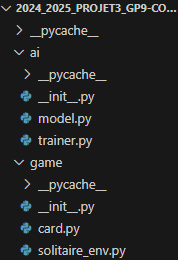 2024_2025_PROJET3_GP9-CO...
__pycache__
ai
__pycache__
__init__.py
model.py
trainer.py
game
__pycache__
__init__.py
card.py
solitaire_env.py